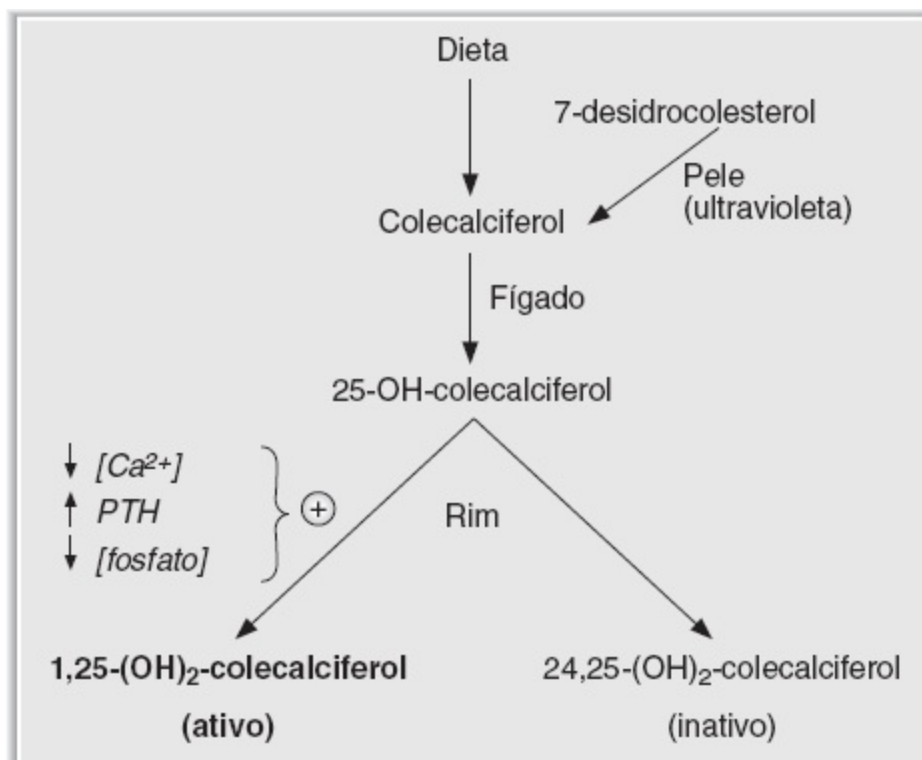 Dieta
7-desidrocolesterol
Pele
(ultravioleta)
Colecalciferol
Fígado
25-OH-colecalciferol
↓ [Ca²⁺]
↑ PTH
↓ [fosfato]
+
Rim
1,25-(OH)₂-colecalciferol
(ativo)
24,25-(OH)₂-colecalciferol
(inativo)